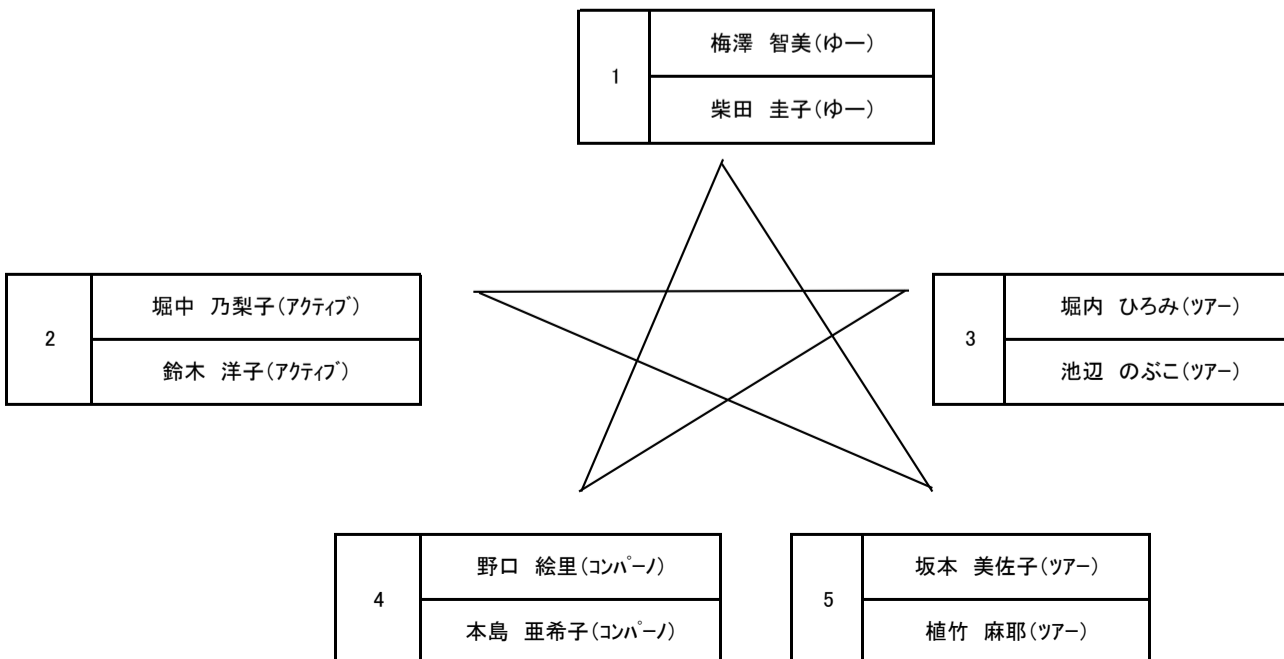 1
梅澤　智美（ゆー）
柴田　圭子（ゆー）
2
堀中　乃梨子（ｱｸﾃｨﾌﾞ）
鈴木　洋子（ｱｸﾃｨﾌﾞ）
3
堀内　ひろみ（ﾂｱｰ）
池辺　のぶこ（ﾂｱｰ）
4
野口　絵里（ｺﾝﾊﾟｰﾉ）
本島　亜希子（ｺﾝﾊﾟｰﾉ）
5
坂本　美佐子（ﾂｱｰ）
植竹　麻耶（ﾂｱｰ）